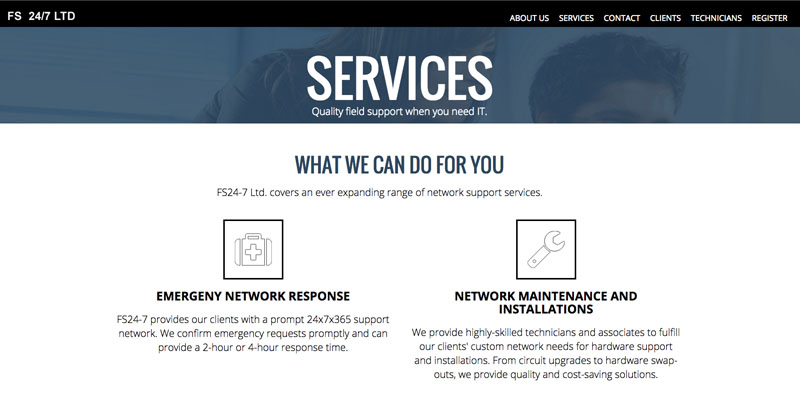 FS 24/7 LTD
ABOUT US SERVICES CONTACT CLIENTS TECHNICIANS REGISTER
SERVICES
Quality field support when you need IT.
WHAT WE CAN DO FOR YOU
FS24-7 Ltd. covers an ever expanding range of network support services.
EMERGENY NETWORK RESPONSE
FS24-7 provides our clients with a prompt 24x7x365 support
network. We confirm emergency requests promptly and can
provide a 2-hour or 4-hour response time.
NETWORK MAINTENANCE AND
INSTALLATIONS
We provide highly-skilled technicians and associates to fulfill
our clients' custom network needs for hardware support
and installations. From circuit upgrades to hardware swap-
outs, we provide quality and cost-saving solutions.